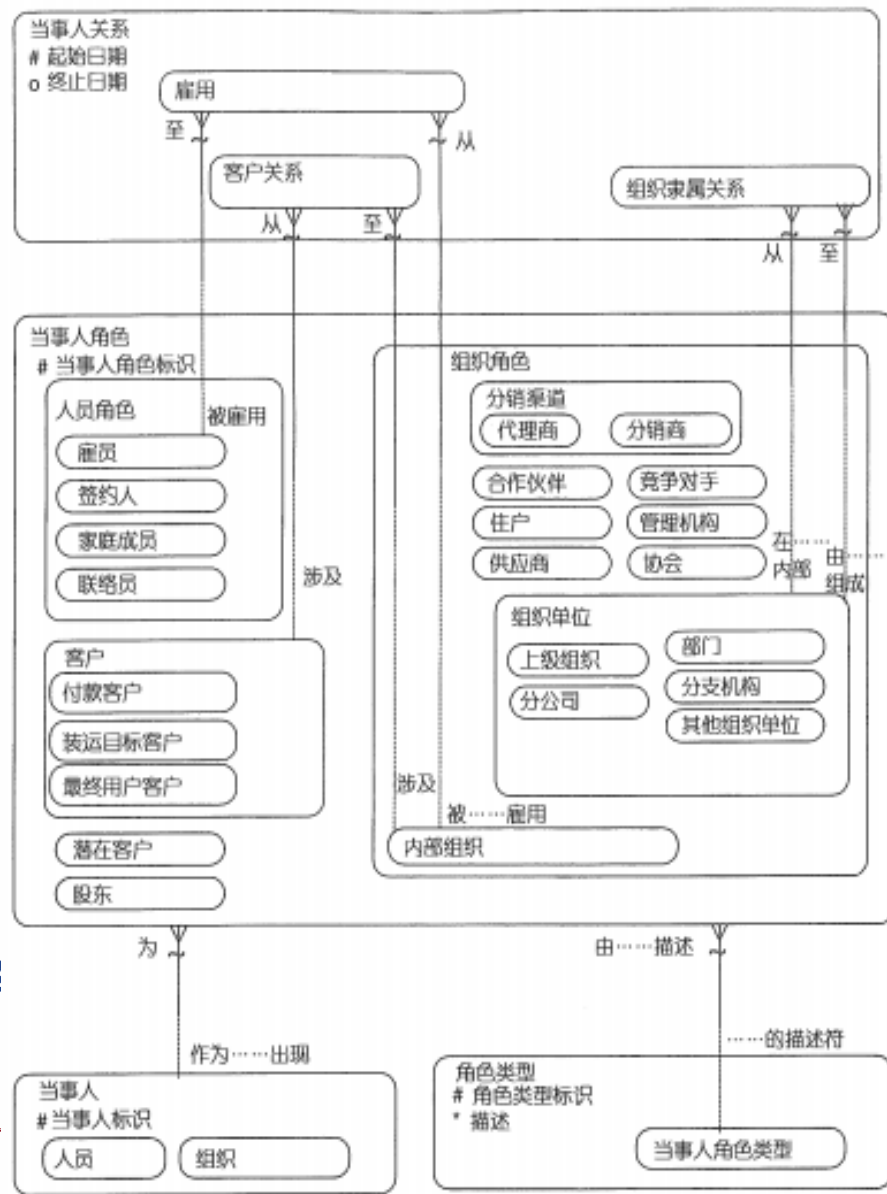 当事人关系
# 起始日期
o 终止日期
雇用
至
从
客户关系
组织隶属关系
从
至
从
至
当事人角色
# 当事人角色标识
组织角色
人员角色
被雇用
分销渠道
代理商
分销商
雇员
合作伙伴
竞争对手
签约人
住户
管理机构
家庭成员
在……
内部
由……
组成
供应商
协会
联络员
涉及
组织单位
客户
上级组织
部门
付款客户
分公司
分支机构
其他组织单位
装运目标客户
最终用户客户
涉及
被……雇用
潜在客户
内部组织
股东
为
由……描述
作为……出现
……的描述符
当事人
#当事人标识
人员
组织
角色类型
# 角色类型标识
* 描述
当事人角色类型